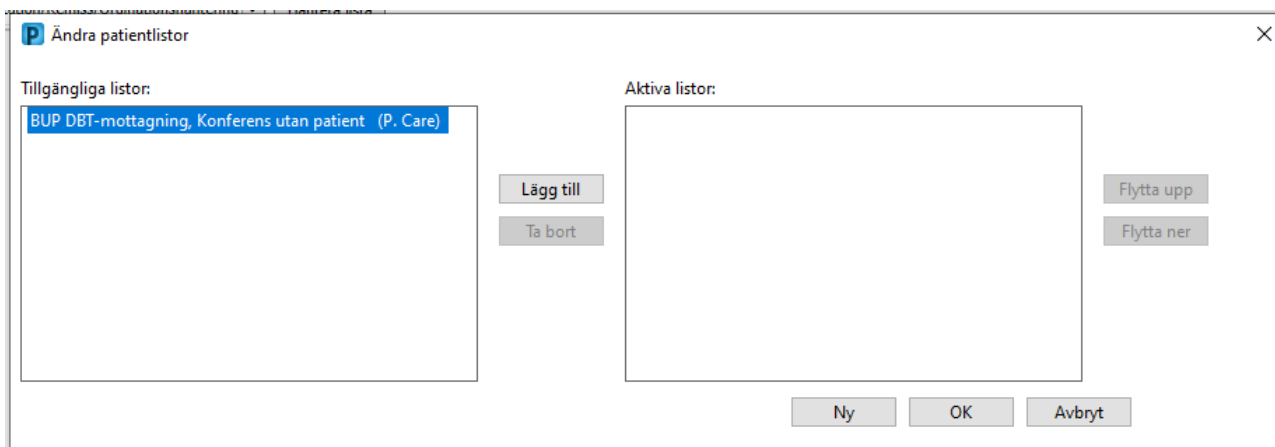 Ändra patientlistor
Tillgängliga listor:
Aktiva listor:
BUP DBT-mottagning, Konferens utan patient (P. Care)
Lägg till
Ta bort
Flytta upp
Flytta ner
Ny
OK
Avbryt